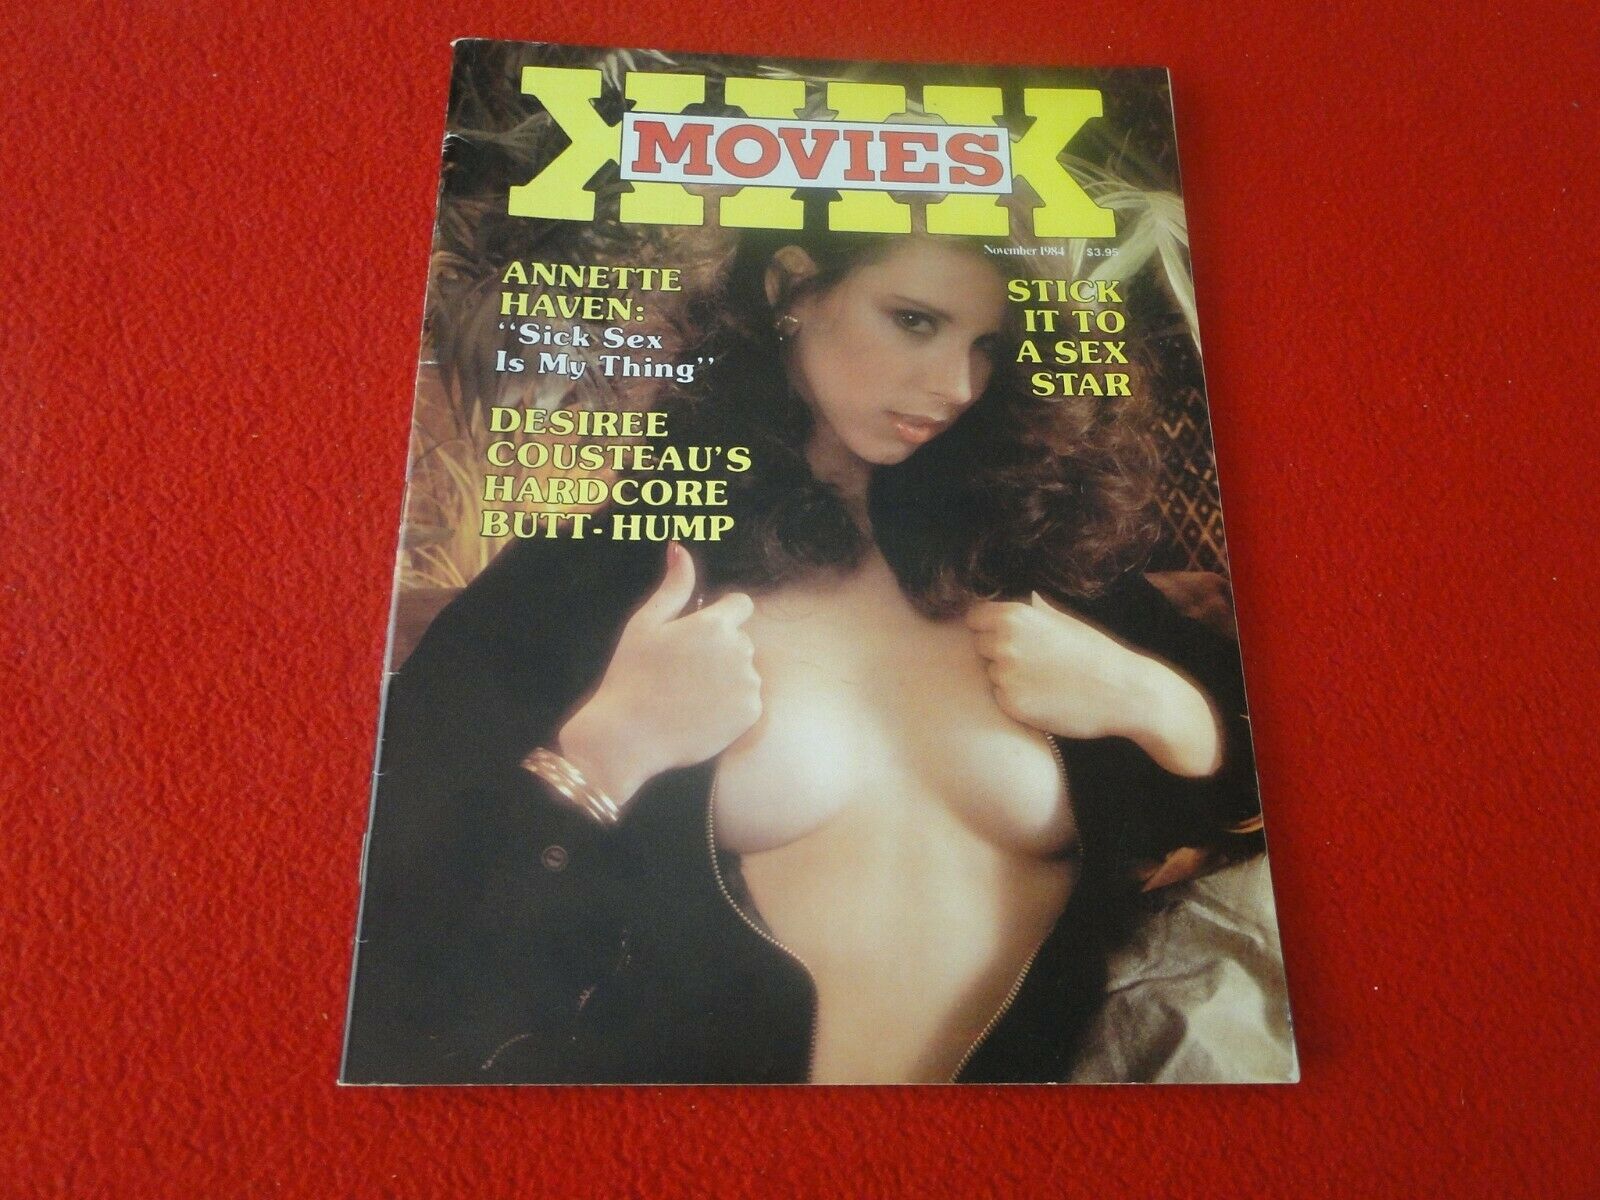 XXX
MOVIES
November 1984 $3.95
ANNETTE
HAVEN:
"Sick Sex
Is My Thing"
DESIREE
COUSTEAU'S
HARDCORE
BUTT-HUMP
STICK
IT TO
A SEX
STAR